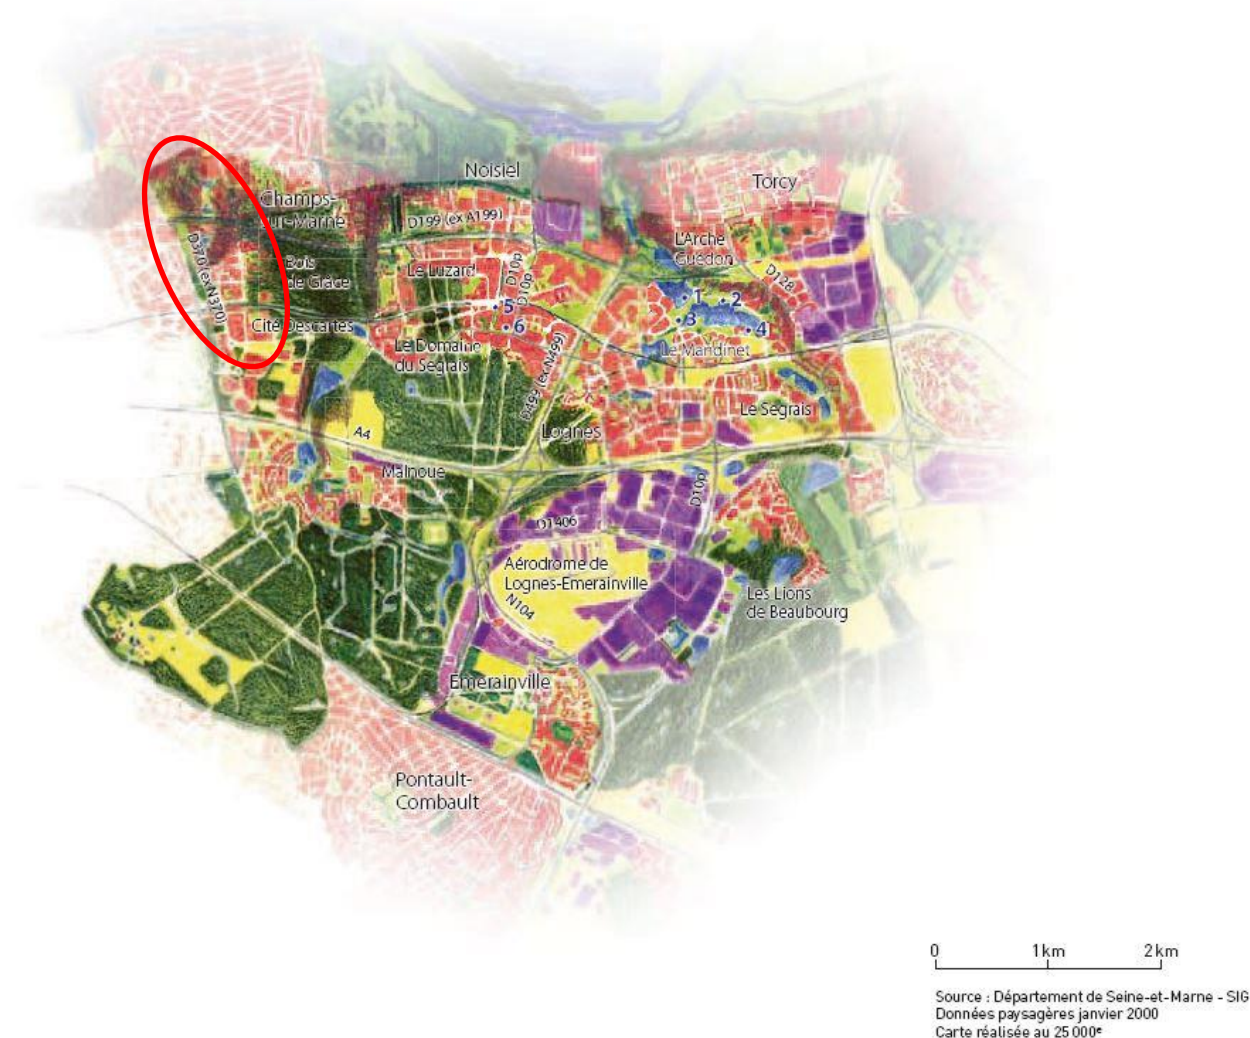 Noisiel
Torcy
Champs-
sur-Marne
D199 (ex A199)
L'Arche
Guédon
D370 (ex N370)
Bois
de Grâce
Le Luzard
D10p
D10p
D128
1
2
3
4
5
6
Cité Descartes
Le Domaine
du Segrais
Le Mandinet
D499 (ex N499)
Le Segrais
A4
Lognes
Malnoue
D10p
D1406
Aérodrome de
Lognes-Emerainville
N104
Les Lions
de Beaubourg
Emerainville
Pontault-
Combault
0 1 km 2 km
Source : Département de Seine-et-Marne - SIG
Données paysagères janvier 2000
Carte réalisée au 25 000e